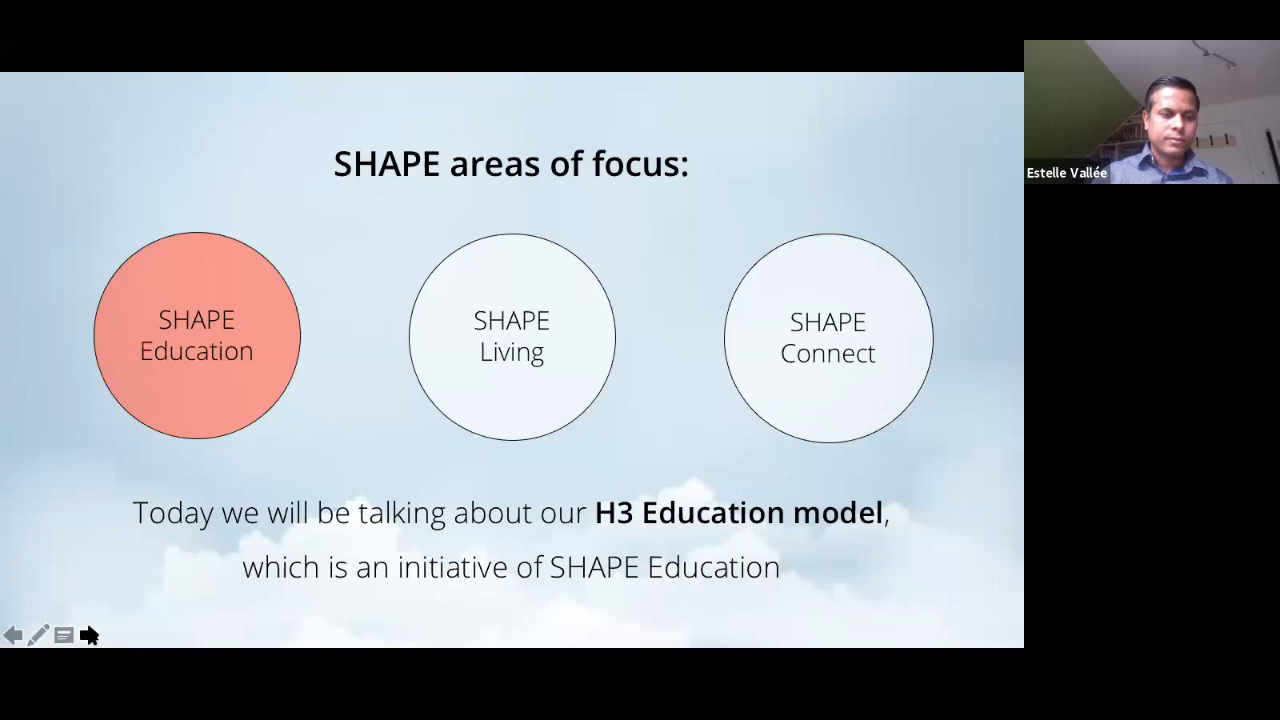 SHAPE areas of focus:
SHAPE
Education
SHAPE
Living
SHAPE
Connect
Today we will be talking about our H3 Education model,
which is an initiative of SHAPE Education
Estelle Vallée